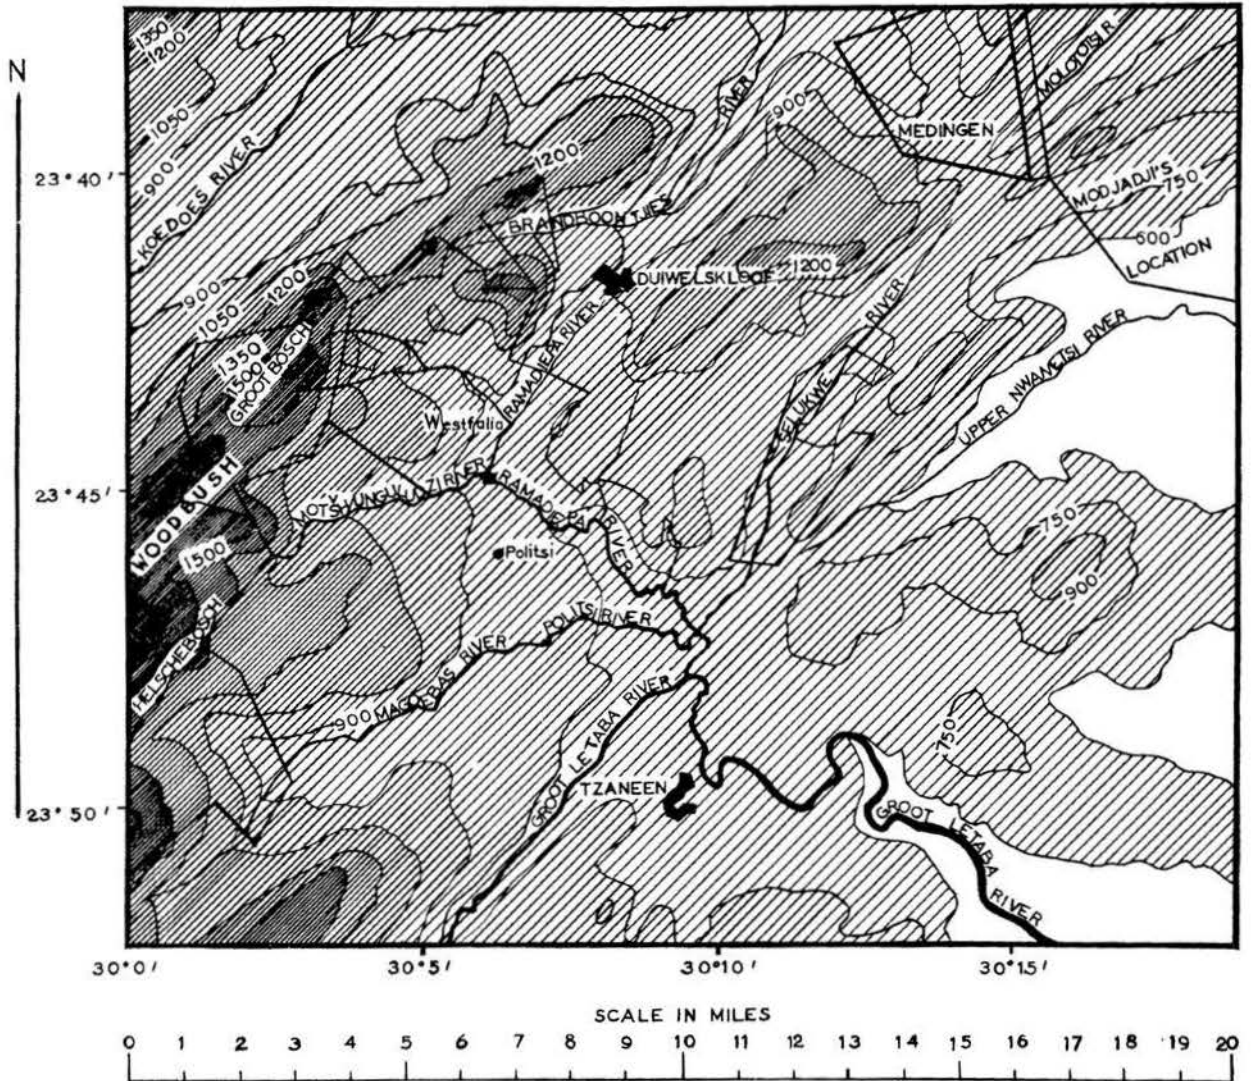 N
1350
1200
1050
900
KOEDOES RIVER
23°40'
RIVER
900
MOLOTOTSI R
MEDINGEN
MODJADJI'S
750
600
LOCATION
1200
BRANDBOONTJIES
DUIWELSKLOOF
1200
900
1200
1050
1350
1500
GROOT BOSCH
RAMADIEPA RIVER
SELUKWE RIVER
UPPER NWANETSI RIVER
Westfalia
23°45'
WOODBUSH
RAMADIEPA RIVER
Politsi
1500
750
900
HELSCHEBOSCH
POLITSI RIVER
900
RIVER
750
GROOT LETABA RIVER
TZANEEN
23°50'
GROOT LETABA RIVER
30°0'
30°5'
30°10'
30°15'
SCALE IN MILES
0 1 2 3 4 5 6 7 8 9 10 11 12 13 14 15 16 17 18 19 20